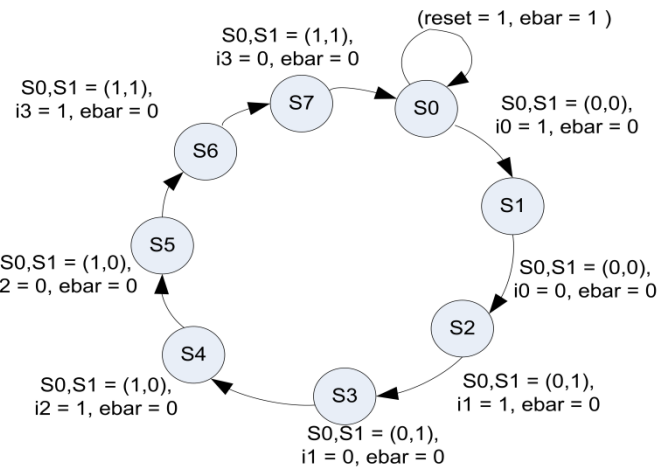 (reset = 1, ebar = 1 )
S0
S0,S1 = (0,0),
i0 = 1, ebar = 0
S1
S0,S1 = (0,0),
i0 = 0, ebar = 0
S2
S0,S1 = (0,1),
i1 = 1, ebar = 0
S3
S0,S1 = (0,1),
i1 = 0, ebar = 0
S4
S0,S1 = (1,0),
i2 = 1, ebar = 0
S5
S0,S1 = (1,0),
2 = 0, ebar = 0
S6
S0,S1 = (1,1),
i3 = 1, ebar = 0
S7
S0,S1 = (1,1),
i3 = 0, ebar = 0